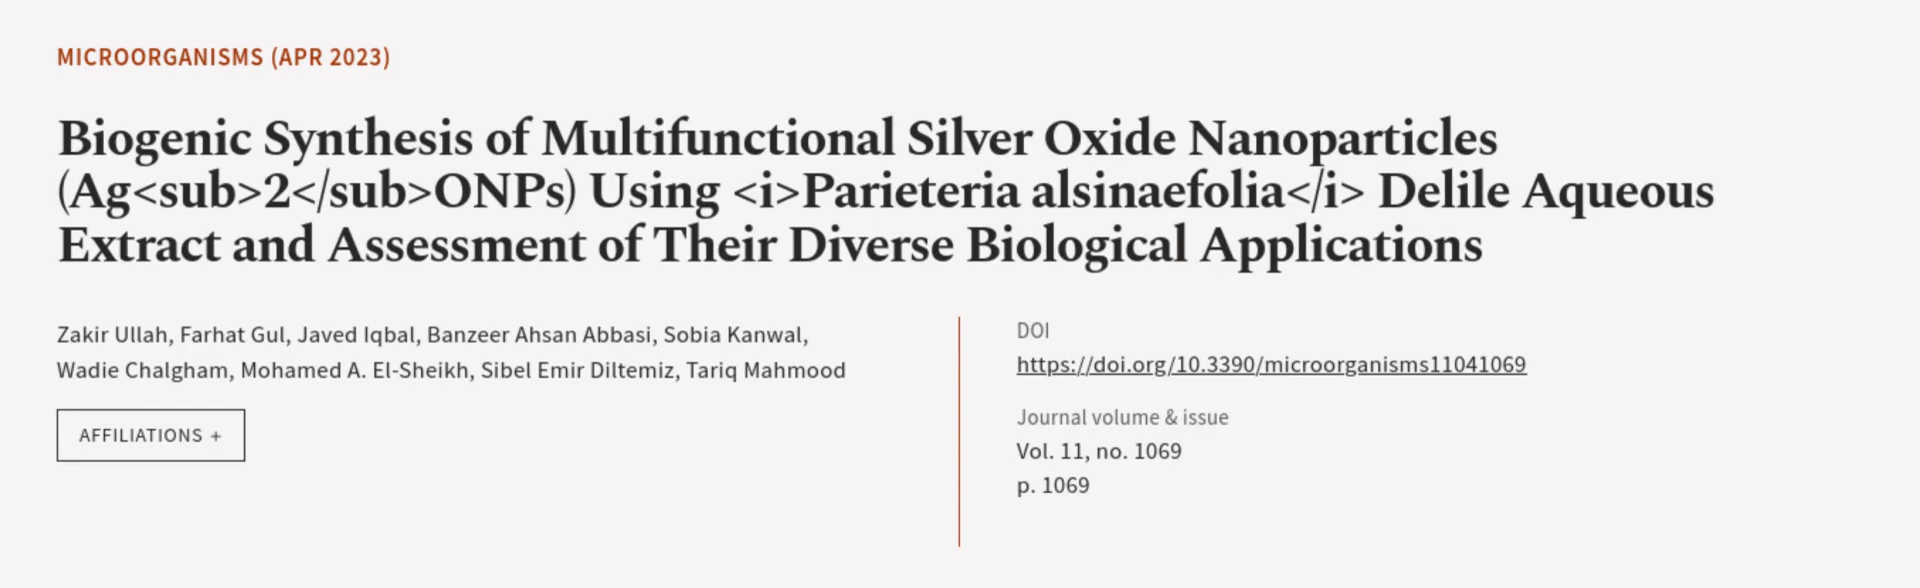 MICROORGANISMS (APR 2023)
Biogenic Synthesis of Multifunctional Silver Oxide Nanoparticles
(Ag<sub>2</sub>ONPs) Using <i>Parieteria alsinaefolia</i> Delile Aqueous
Extract and Assessment of Their Diverse Biological Applications
Zakir Ullah, Farhat Gul, Javed Iqbal, Banzeer Ahsan Abbasi, Sobia Kanwal,
Wadie Chalgham, Mohamed A. El-Sheikh, Sibel Emir Diltemiz, Tariq Mahmood
AFFILIATIONS +
DOI
https://doi.org/10.3390/microorganisms11041069
Journal volume & issue
Vol. 11, no. 1069
p. 1069